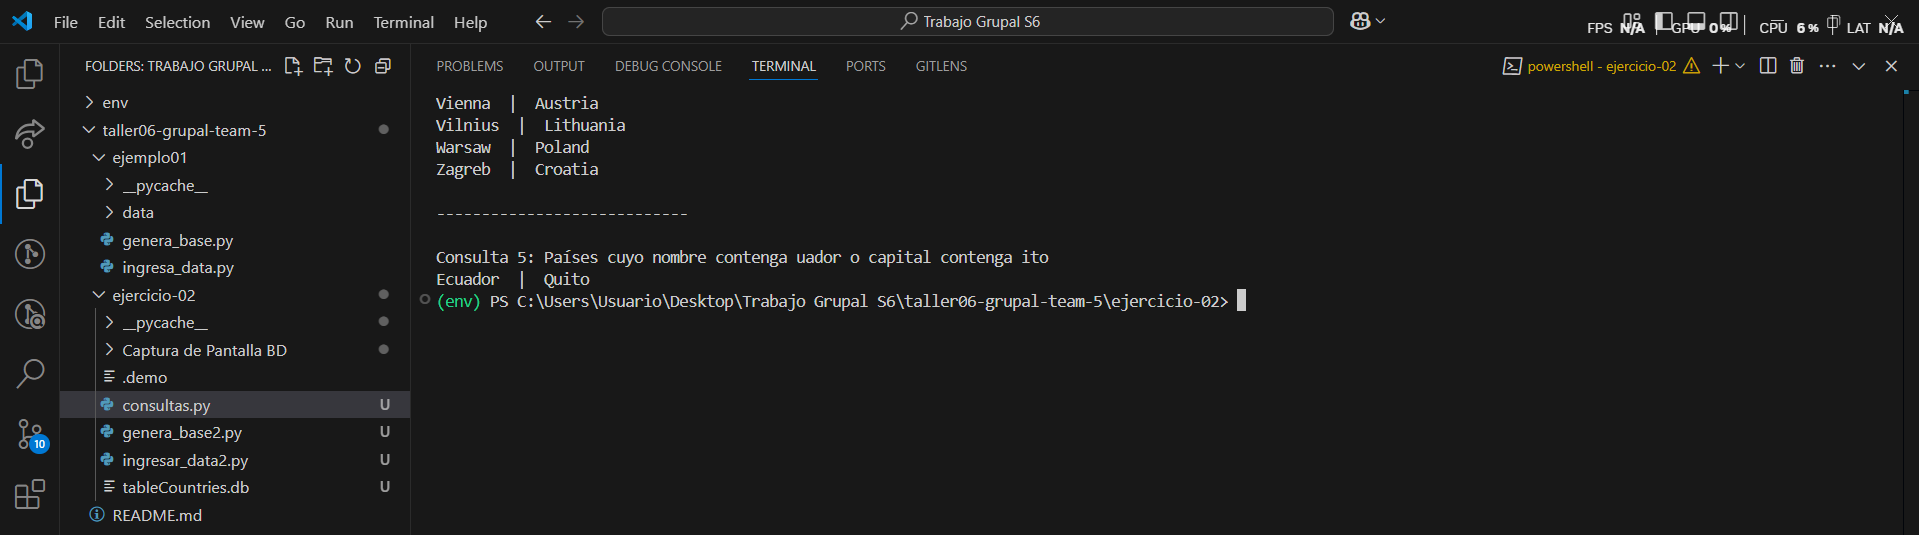 File Edit Selection View Go Run Terminal Help
Trabajo Grupal S6
FPS N/A GPU 0% CPU 6% LAT N/A
FOLDERS: TRABAJO GRUPAL ...
env
taller06-grupal-team-5
ejemplo01
__pycache__
data
genera_base.py
ingresa_data.py
ejercicio-02
__pycache__
Captura de Pantalla BD
.demo
consultas.py U
genera_base2.py U
ingresar_data2.py U
tableCountries.db U
README.md
10
PROBLEMS OUTPUT DEBUG CONSOLE TERMINAL PORTS GITLENS
powershell - ejercicio-02
Vienna | Austria
Vilnius | Lithuania
Warsaw | Poland
Zagreb | Croatia
----------------------------
Consulta 5: Países cuyo nombre contenga uador o capital contenga ito
Ecuador | Quito
(env) PS C:\Users\Usuario\Desktop\Trabajo Grupal S6\taller06-grupal-team-5\ejercicio-02>